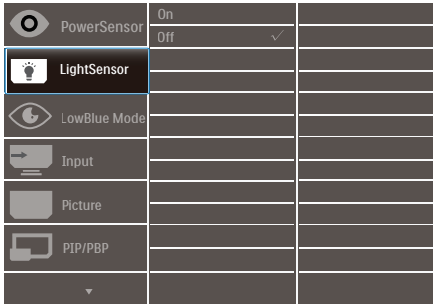 PowerSensor
On
Off ✓
LightSensor
LowBlue Mode
Input
Picture
PIP/PBP